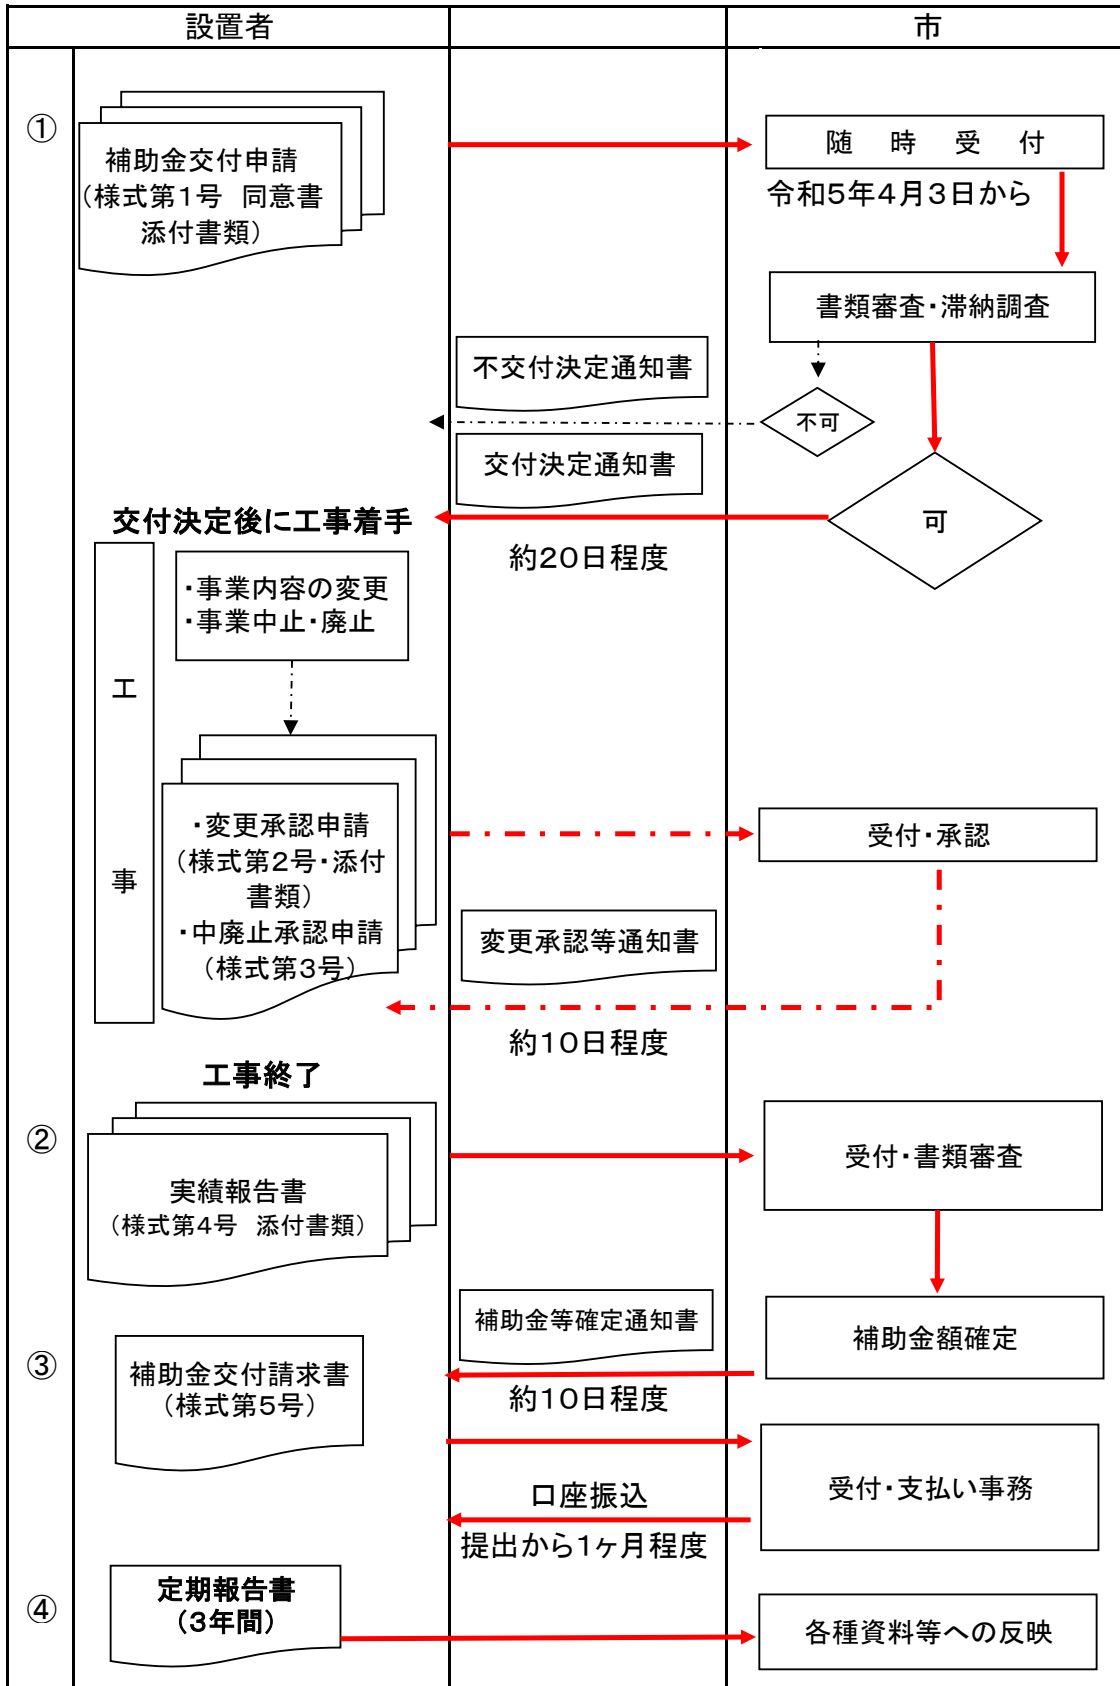 設置者
市
①
補助金交付申請
（様式第1号　同意書
添付書類）
随　時　受　付
令和5年4月3日から
書類審査・滞納調査
不交付決定通知書
不可
交付決定通知書
可
交付決定後に工事着手
約20日程度
・事業内容の変更
・事業中止・廃止
工
事
・変更承認申請
（様式第2号・添付
書類）
・中廃止承認申請
（様式第3号）
受付・承認
変更承認等通知書
約10日程度
工事終了
②
実績報告書
（様式第4号　添付書類）
受付・書類審査
補助金等確定通知書
補助金額確定
③
補助金交付請求書
（様式第5号）
約10日程度
受付・支払い事務
口座振込
提出から1ヶ月程度
④
定期報告書
（3年間）
各種資料等への反映